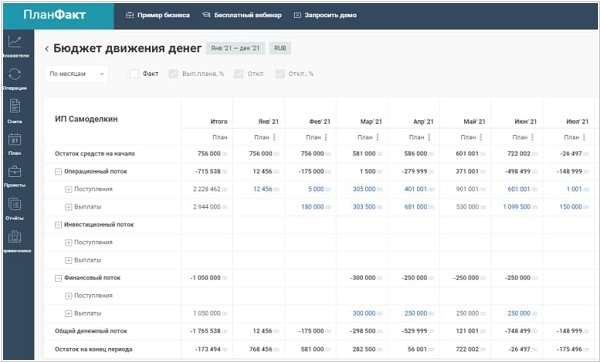 ПланФакт Пример бизнеса Бесплатный вебинар Запросить демо
Бюджет движения денег Янв '21 — дек '21 RUB
По месяцам Факт Вып.плана, % Откл. Откл., %
ИП Самоделкин Итого Янв' 21 Фев' 21 Мар' 21 Апр' 21 Май' 21 Июн' 21 Июл' 21
План План План План План План План План
Остаток средств на начало 756 000 756 000 756 000 581 000 586 000 601 001 722 002 -26 497
Операционный поток -715 538 12 456 -175 000 1 500 -279 999 371 001 -498 499 -148 999
Поступления 2 228 462 12 456 5 000 305 000 401 001 901 001 601 001 1 001
Выплаты 2 944 000 180 000 303 500 681 000 530 000 1 099 500 150 000
Инвестиционный поток
Поступления
Выплаты
Финансовый поток -1 050 000 -300 000 -250 000 -250 000 -250 000
Поступления
Выплаты 1 050 000 300 000 250 000 250 000 250 000
Общий денежный поток -1 765 538 12 456 -175 000 -298 500 -529 999 121 001 -748 499 -148 999
Остаток на конец периода -173 494 768 456 581 000 282 500 56 001 722 002 -26 497 -175 496
Показатели
Операции
Счета
21
План
Проекты
Отчёты